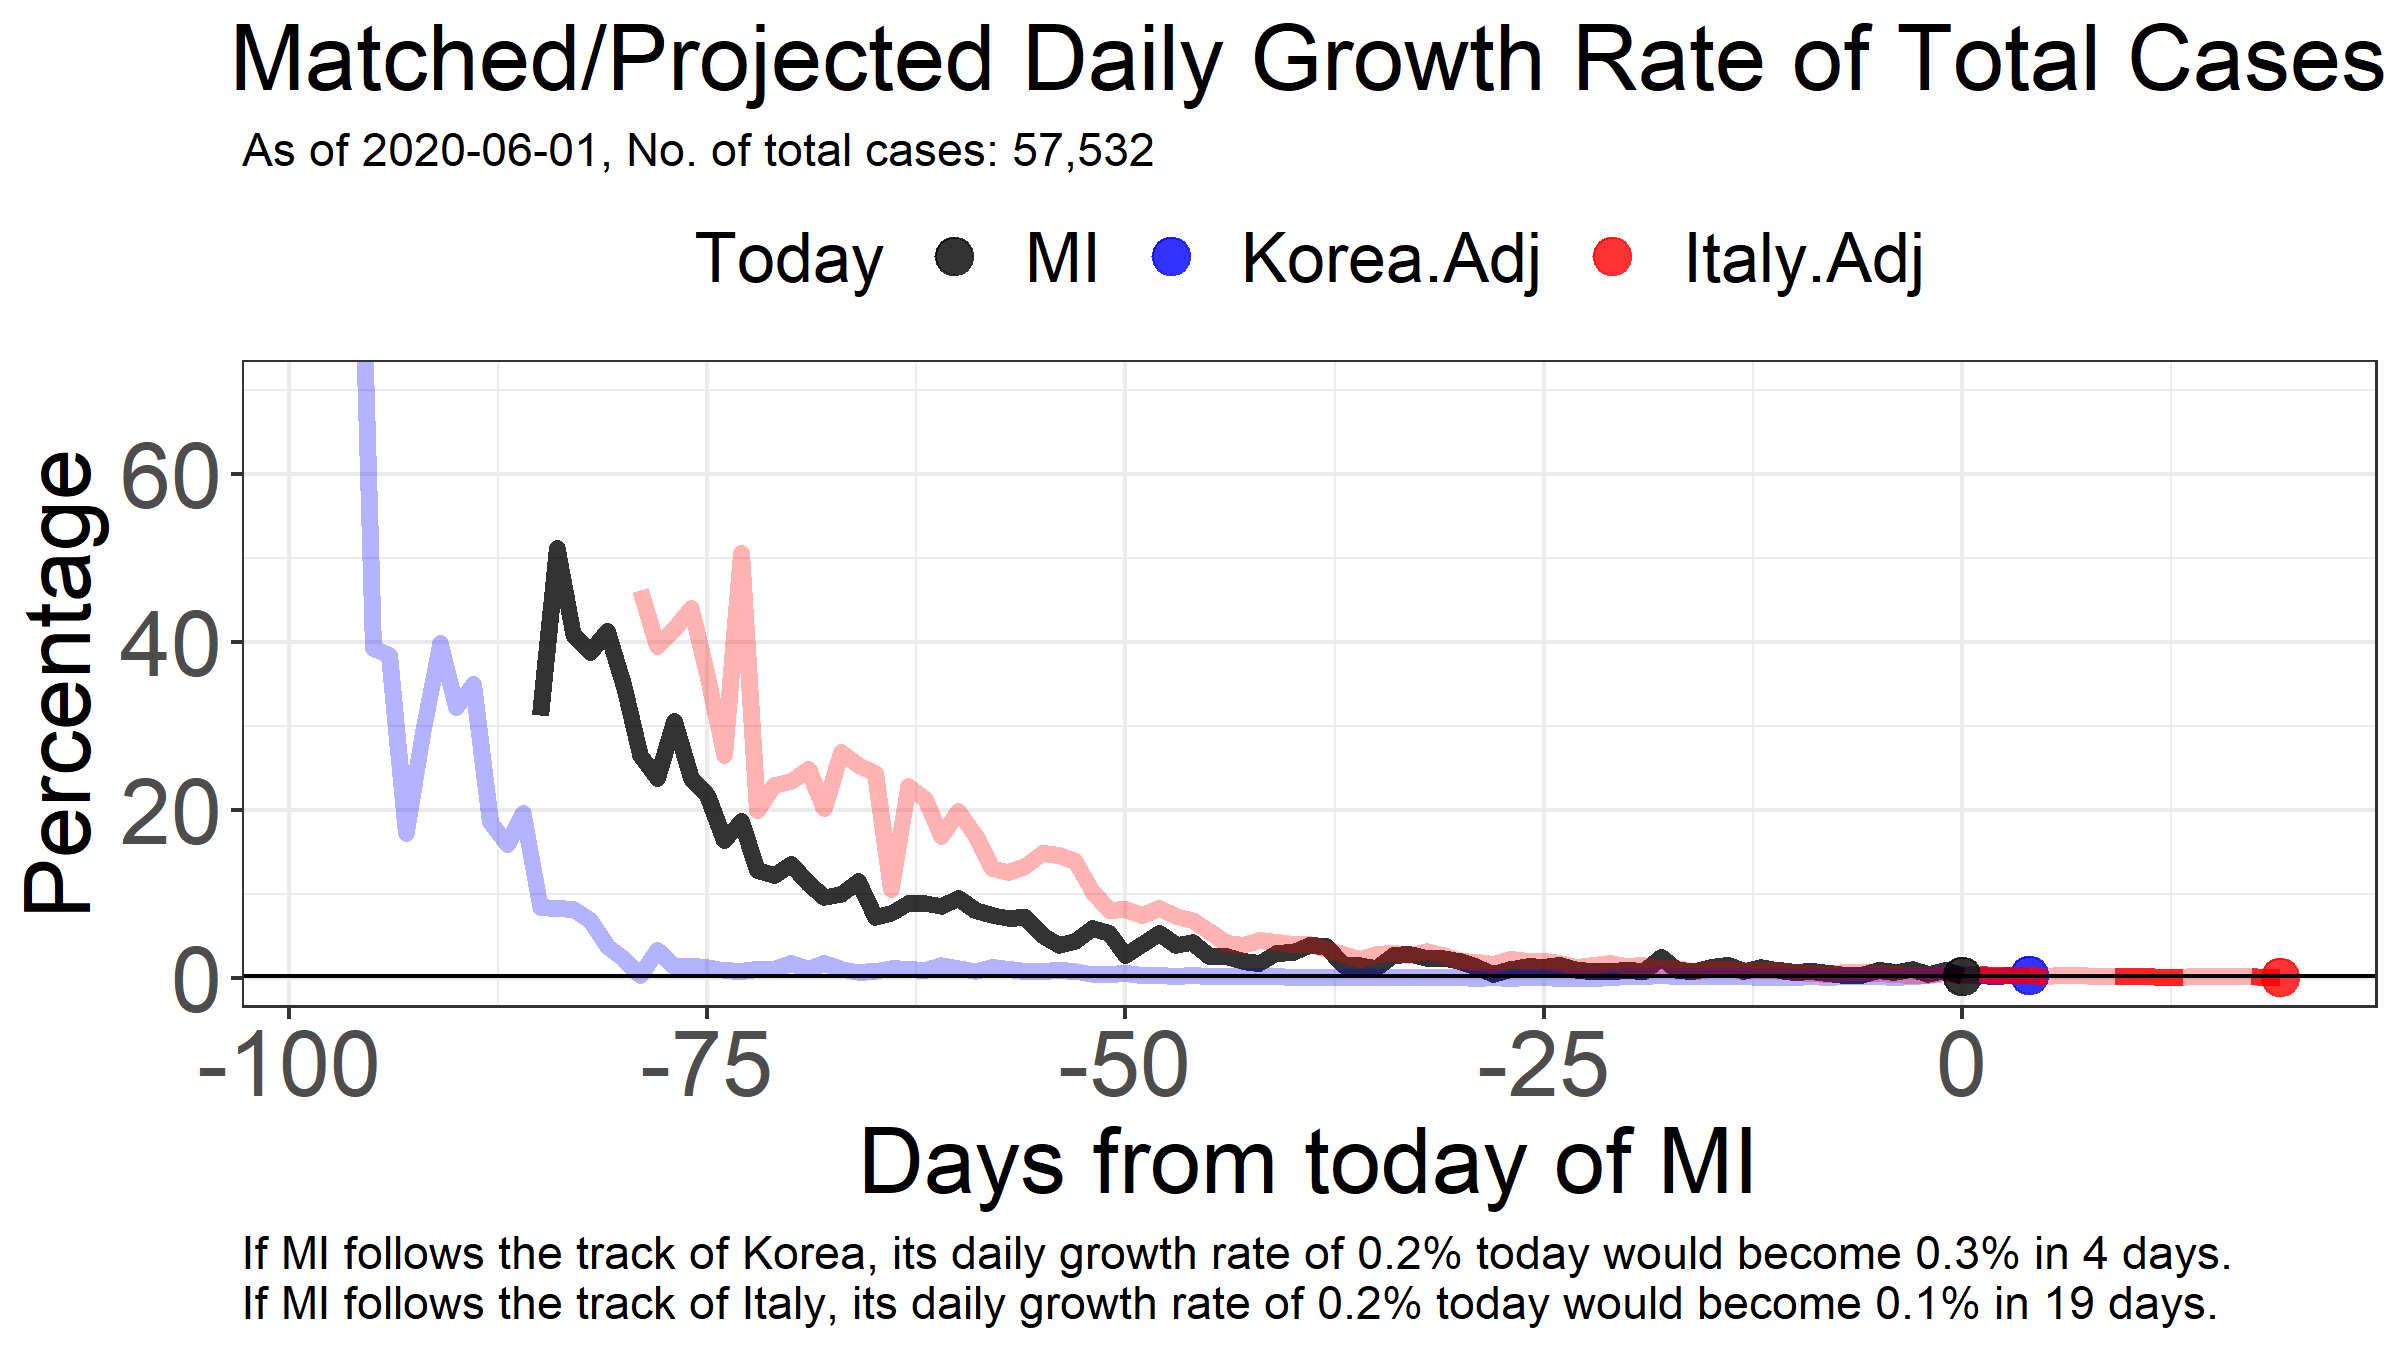 Matched/Projected Daily Growth Rate of Total Cases
As of 2020-06-01, No. of total cases: 57,532
Today MI Korea.Adj Italy.Adj
Percentage
60
40
20
0
-100 -75 -50 -25 0
Days from today of MI
If MI follows the track of Korea, its daily growth rate of 0.2% today would become 0.3% in 4 days.
If MI follows the track of Italy, its daily growth rate of 0.2% today would become 0.1% in 19 days.